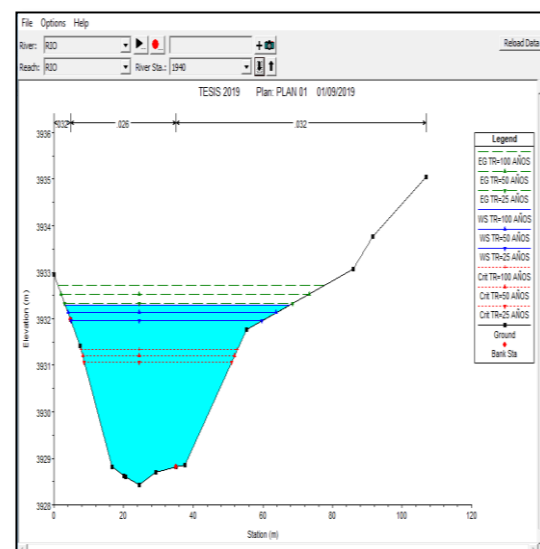 File Options Help
River: RIO
Reload Data
Reach: RIO River Sta.: 1940
TESIS 2019 Plan: PLAN 01 01/09/2019
.032 .026 .032
3936
3935
3934
3933
3932
3931
3930
3929
3928
Elevation (m)
0 20 40 60 80 100 120
Station (m)
Legend
EG TR=100 AÑOS
EG TR=50 AÑOS
EG TR=25 AÑOS
WS TR=100 AÑOS
WS TR=50 AÑOS
WS TR=25 AÑOS
Crit TR=100 AÑOS
Crit TR=50 AÑOS
Crit TR=25 AÑOS
Ground
Bank Sta